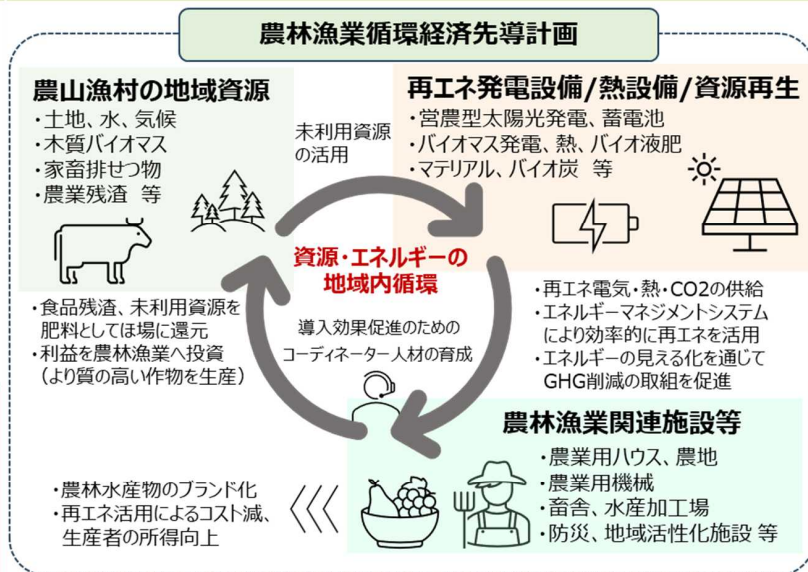 農林漁業循環経済先導計画
農山漁村の地域資源
・土地、水、気候
・木質バイオマス
・家畜排せつ物
・農業残渣 等
未利用資源
の活用
再エネ発電設備/熱設備/資源再生
・営農型太陽光発電、蓄電池
・バイオマス発電、熱、バイオ液肥
・マテリアル、バイオ炭 等
資源・エネルギーの
地域内循環
導入効果促進のための
コーディネーター人材の育成
・再エネ電気・熱・CO2の供給
・エネルギーマネジメントシステム
により効率的に再エネを活用
・エネルギーの見える化を通じて
GHG削減の取組を促進
・食品残渣、未利用資源を
肥料としてほ場に還元
・利益を農林漁業へ投資
（より質の高い作物を生産）
農林漁業関連施設等
・農業用ハウス、農地
・農業用機械
・畜舎、水産加工場
・防災、地域活性化施設 等
・農林水産物のブランド化
・再エネ活用によるコスト減、
生産者の所得向上